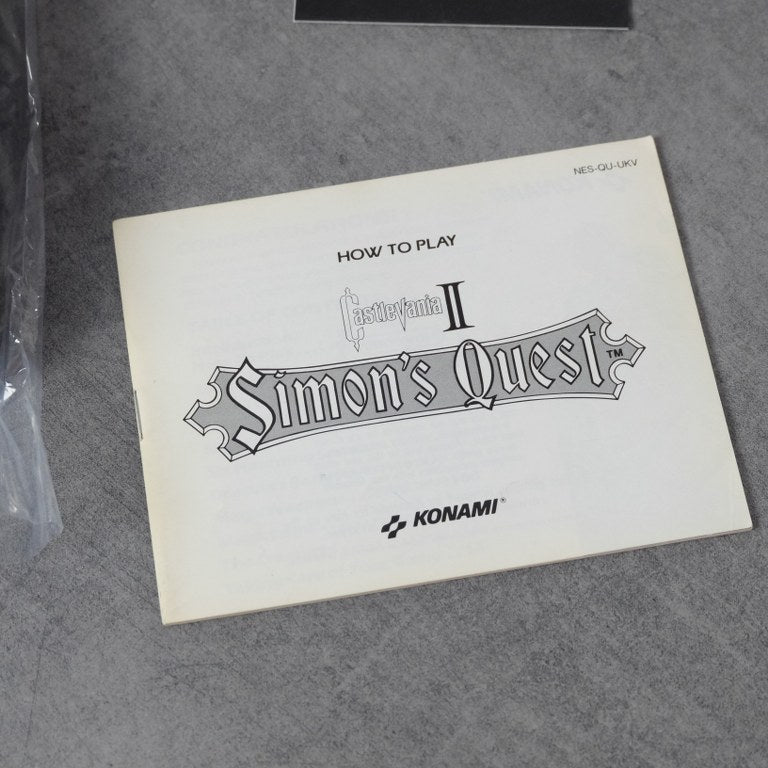 NES-QU-UKV
HOW TO PLAY
Castlevania II
Simon's Quest™
KONAMI®